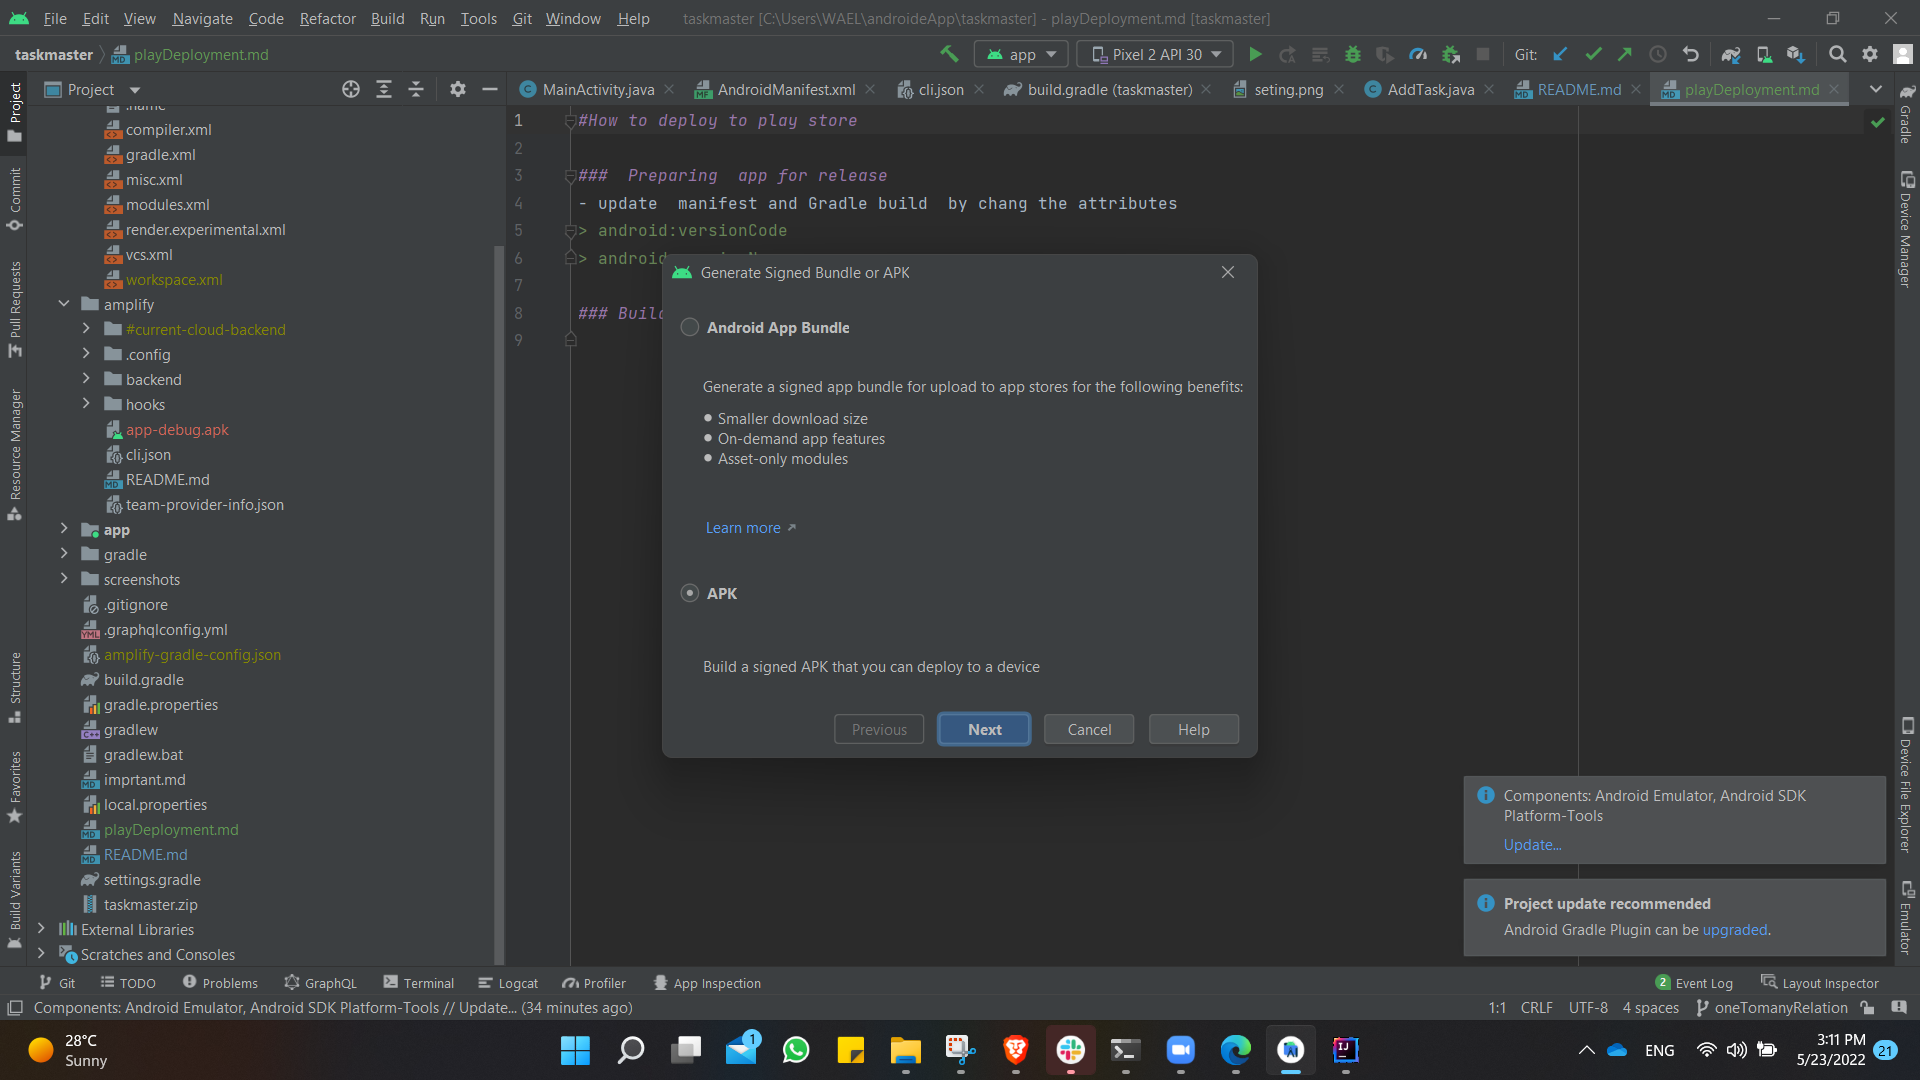 File Edit View Navigate Code Refactor Build Run Tools Git Window Help taskmaster [C:\Users\WAEL\androideApp\taskmaster] - playDeployment.md [taskmaster]
taskmaster playDeployment.md app Pixel 2 API 30 Git:
Project
MainActivity.java AndroidManifest.xml cli.json build.gradle (taskmaster) seting.png AddTask.java README.md playDeployment.md
compiler.xml
gradle.xml
misc.xml
modules.xml
render.experimental.xml
vcs.xml
workspace.xml
amplify
#current-cloud-backend
.config
backend
hooks
app-debug.apk
cli.json
README.md
team-provider-info.json
app
gradle
screenshots
.gitignore
.graphqlconfig.yml
amplify-gradle-config.json
build.gradle
gradle.properties
gradlew
gradlew.bat
imprtant.md
local.properties
playDeployment.md
README.md
settings.gradle
taskmaster.zip
External Libraries
Scratches and Consoles
Project
Commit
Pull Requests
Resource Manager
Structure
Favorites
Build Variants
1 #How to deploy to play store
2
3 ### Preparing app for release
4 - update manifest and Gradle build by chang the attributes
5 > android:versionCode
6 > android
7
8 ### Build
9
Generate Signed Bundle or APK
Android App Bundle
Generate a signed app bundle for upload to app stores for the following benefits:
Smaller download size
On-demand app features
Asset-only modules
Learn more
APK
Build a signed APK that you can deploy to a device
Previous Next Cancel Help
Components: Android Emulator, Android SDK
Platform-Tools
Update...
Project update recommended
Android Gradle Plugin can be upgraded.
Gradle
Device Manager
Device File Explorer
Emulator
Git TODO Problems GraphQL Terminal Logcat Profiler App Inspection 2 Event Log Layout Inspector
Components: Android Emulator, Android SDK Platform-Tools // Update... (34 minutes ago) 1:1 CRLF UTF-8 4 spaces oneTomanyRelation
28°C
Sunny
1
ENG
3:11 PM
5/23/2022
21